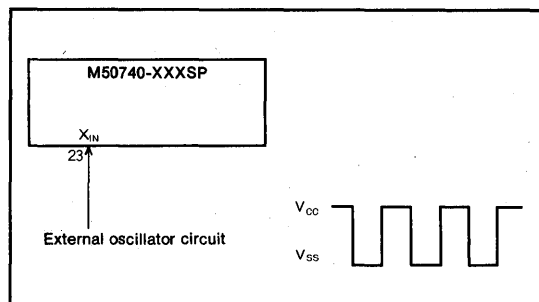 M50740-XXXSP
XIN
23
External oscillator circuit
VCC
VSS